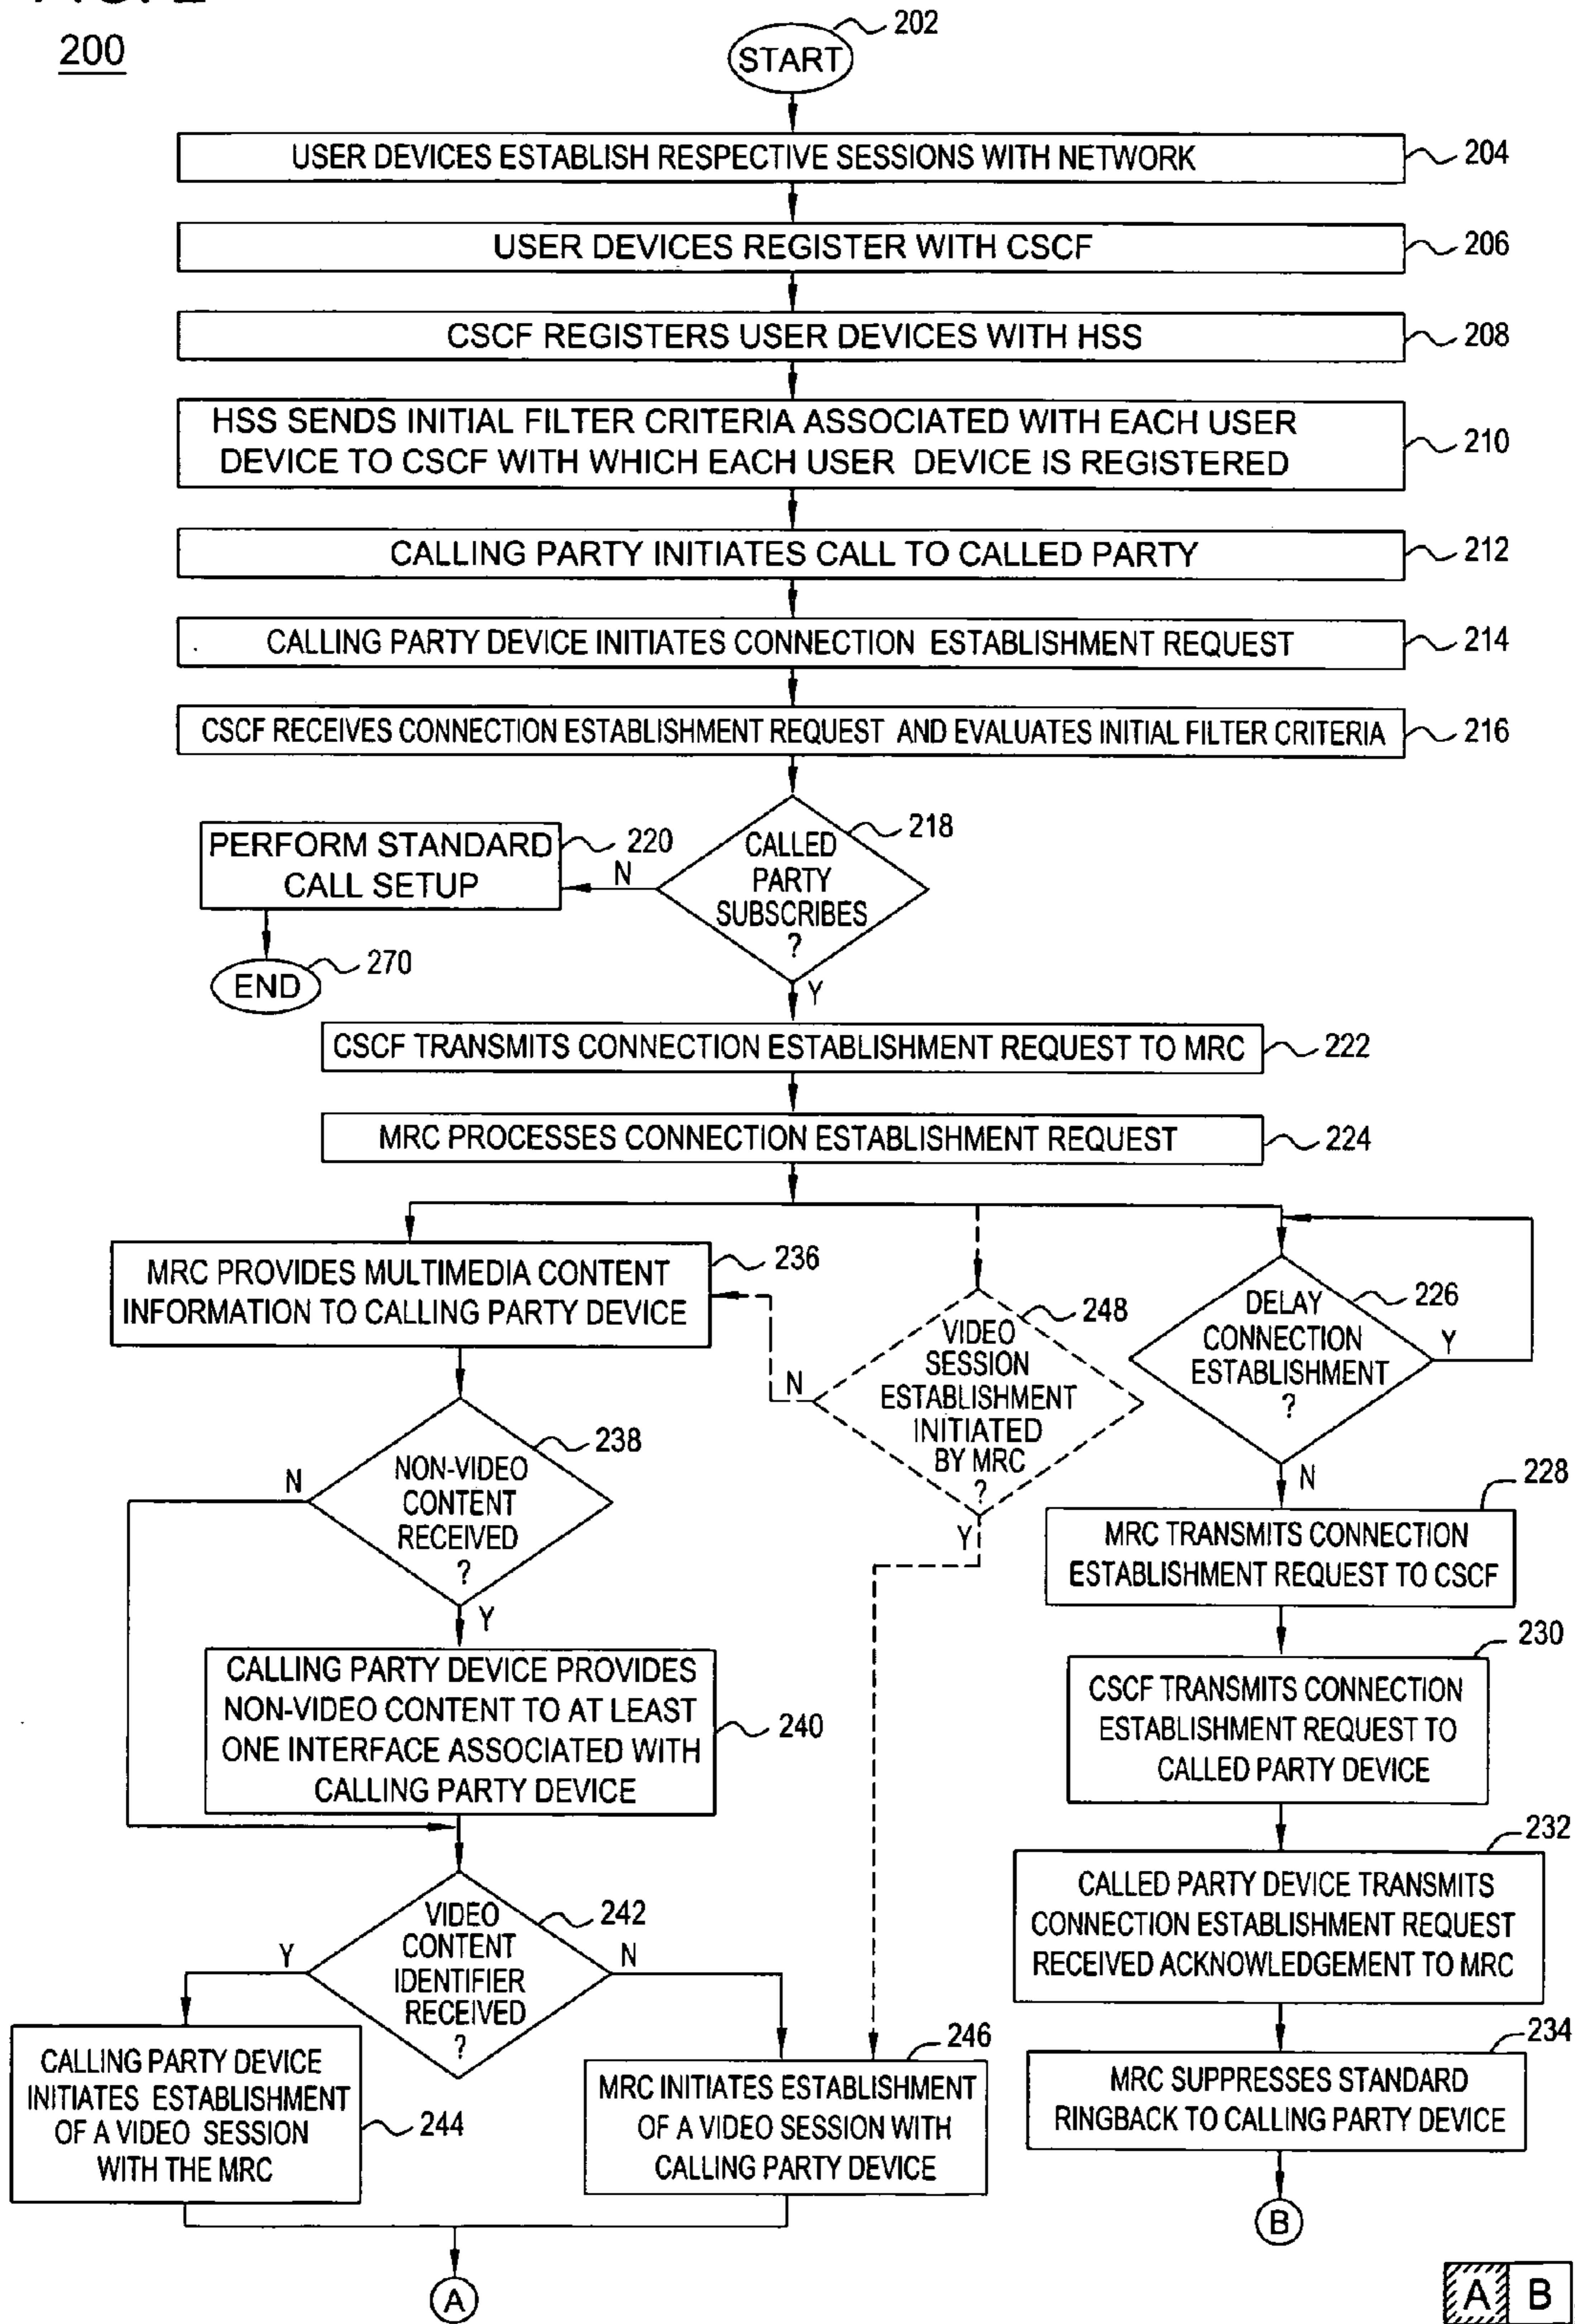 200
START
202
USER DEVICES ESTABLISH RESPECTIVE SESSIONS WITH NETWORK
204
USER DEVICES REGISTER WITH CSCF
206
CSCF REGISTERS USER DEVICES WITH HSS
208
HSS SENDS INITIAL FILTER CRITERIA ASSOCIATED WITH EACH USER
DEVICE TO CSCF WITH WHICH EACH USER DEVICE IS REGISTERED
210
CALLING PARTY INITIATES CALL TO CALLED PARTY
212
CALLING PARTY DEVICE INITIATES CONNECTION ESTABLISHMENT REQUEST
214
CSCF RECEIVES CONNECTION ESTABLISHMENT REQUEST AND EVALUATES INITIAL FILTER CRITERIA
216
CALLED
PARTY
SUBSCRIBES
?
218
N
PERFORM STANDARD
CALL SETUP
220
END
270
Y
CSCF TRANSMITS CONNECTION ESTABLISHMENT REQUEST TO MRC
222
MRC PROCESSES CONNECTION ESTABLISHMENT REQUEST
224
MRC PROVIDES MULTIMEDIA CONTENT
INFORMATION TO CALLING PARTY DEVICE
236
VIDEO
SESSION
ESTABLISHMENT
INITIATED
BY MRC
?
248
N
Y
DELAY
CONNECTION
ESTABLISHMENT
?
226
Y
N
NON-VIDEO
CONTENT
RECEIVED
?
238
N
Y
MRC TRANSMITS CONNECTION
ESTABLISHMENT REQUEST TO CSCF
228
CALLING PARTY DEVICE PROVIDES
NON-VIDEO CONTENT TO AT LEAST
ONE INTERFACE ASSOCIATED WITH
CALLING PARTY DEVICE
240
CSCF TRANSMITS CONNECTION
ESTABLISHMENT REQUEST TO
CALLED PARTY DEVICE
230
VIDEO
CONTENT
IDENTIFIER
RECEIVED
?
242
Y
N
CALLED PARTY DEVICE TRANSMITS
CONNECTION ESTABLISHMENT REQUEST
RECEIVED ACKNOWLEDGEMENT TO MRC
232
CALLING PARTY DEVICE
INITIATES ESTABLISHMENT
OF A VIDEO SESSION
WITH THE MRC
244
MRC INITIATES ESTABLISHMENT
OF A VIDEO SESSION WITH
CALLING PARTY DEVICE
246
MRC SUPPRESSES STANDARD
RINGBACK TO CALLING PARTY DEVICE
234
B
A
A B